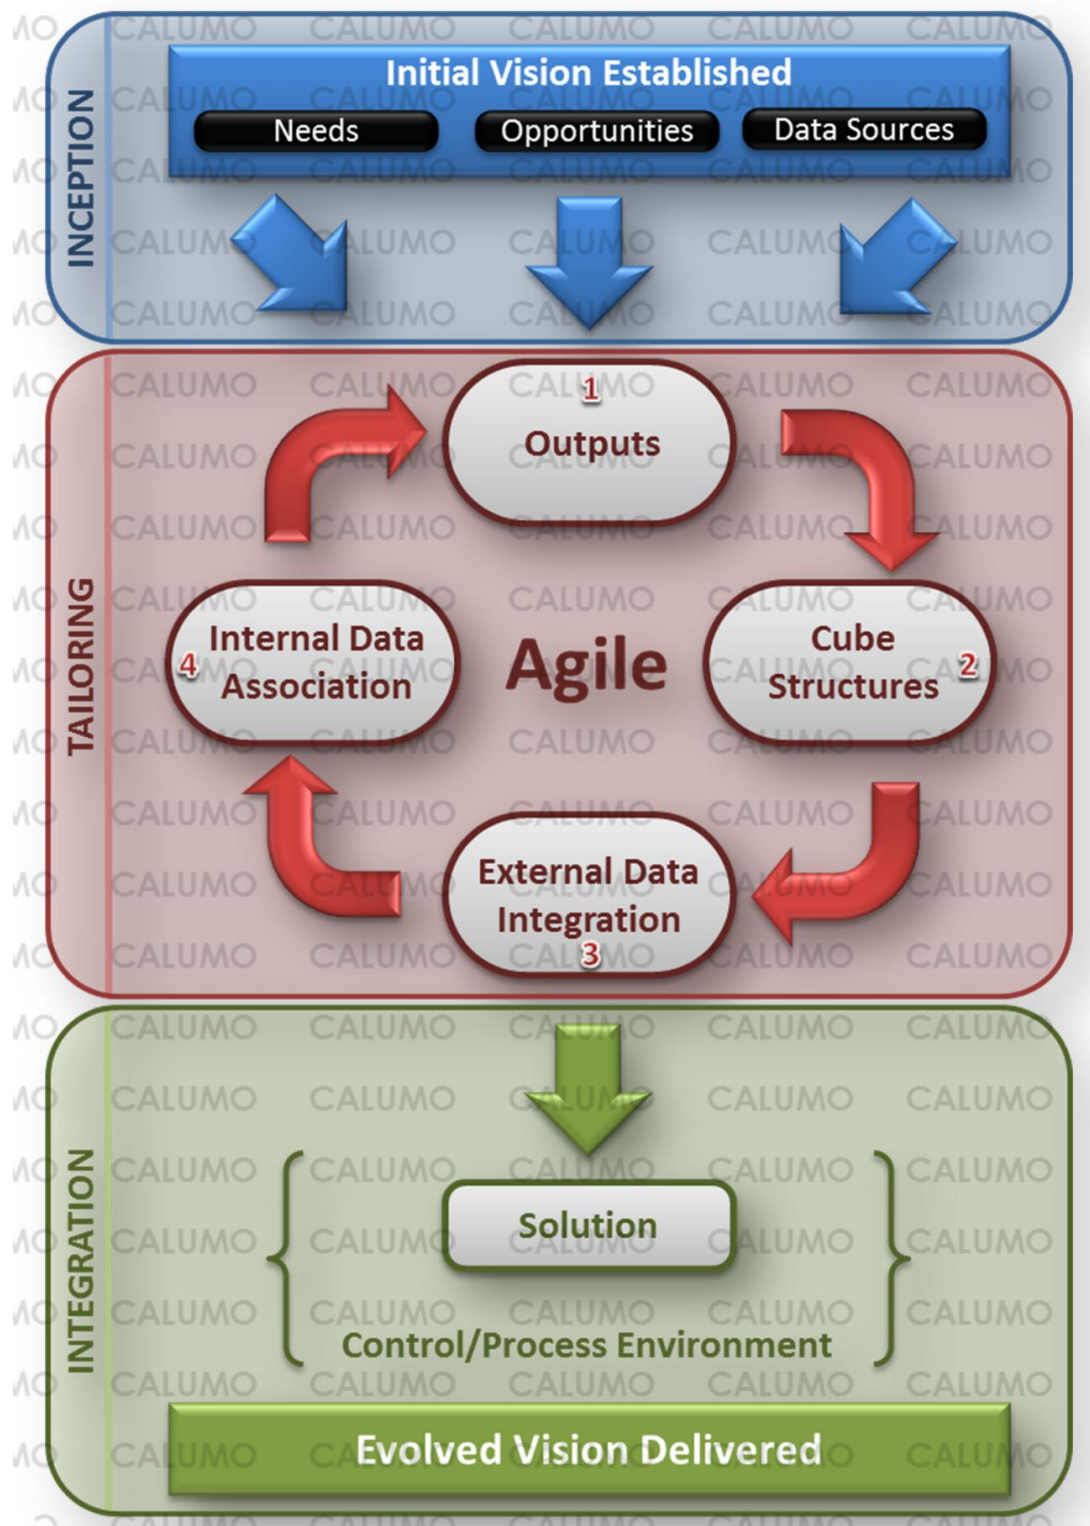 INCEPTION
Initial Vision Established
Needs
Opportunities
Data Sources
TAILORING
1
Outputs
Cube
Structures
2
External Data
Integration
3
Internal Data
Association
4
Agile
INTEGRATION
Solution
Control/Process Environment
Evolved Vision Delivered
CALUMO